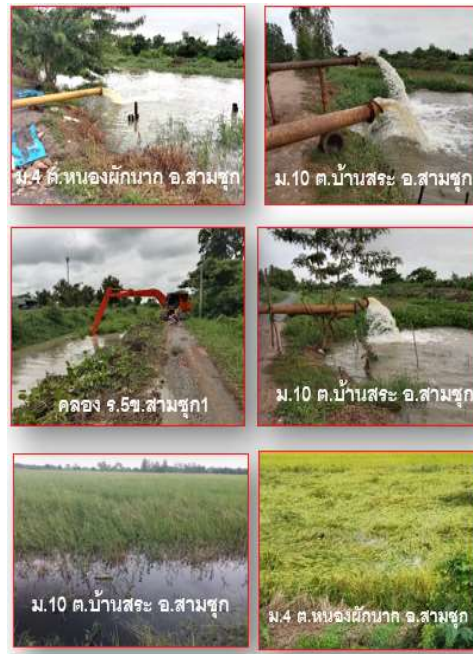 ม.4 ต.หนองผักนาก อ.สามชุก
ม.10 ต.บ้านสระ อ.สามชุก
คลอง ร.5ข.สามชุก1
ม.10 ต.บ้านสระ อ.สามชุก
ม.10 ต.บ้านสระ อ.สามชุก
ม.4 ต.หนองผักนาก อ.สามชุก